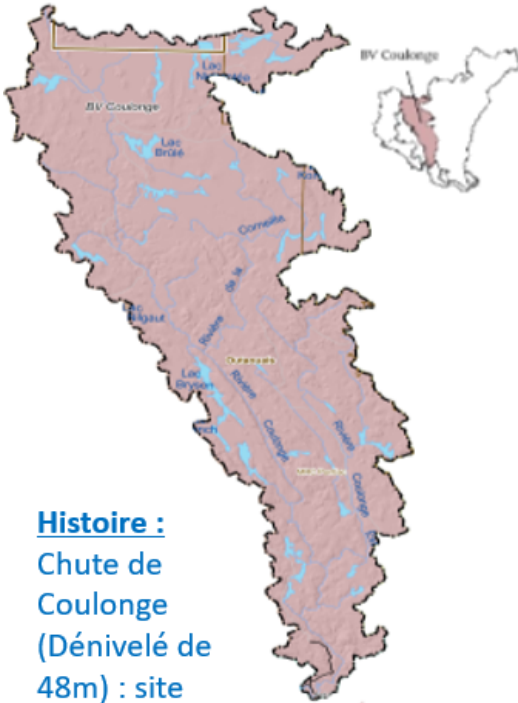 BV Coulonge
BV Coulonge
Lac
Lac
Brûlé
Corneille
de la
Rivière
Lac
Lac
Bryson
Rivière
Coulonge
Rivière
Coulonge
Histoire :
Chute de
Coulonge
(Dénivelé de
48m) : site